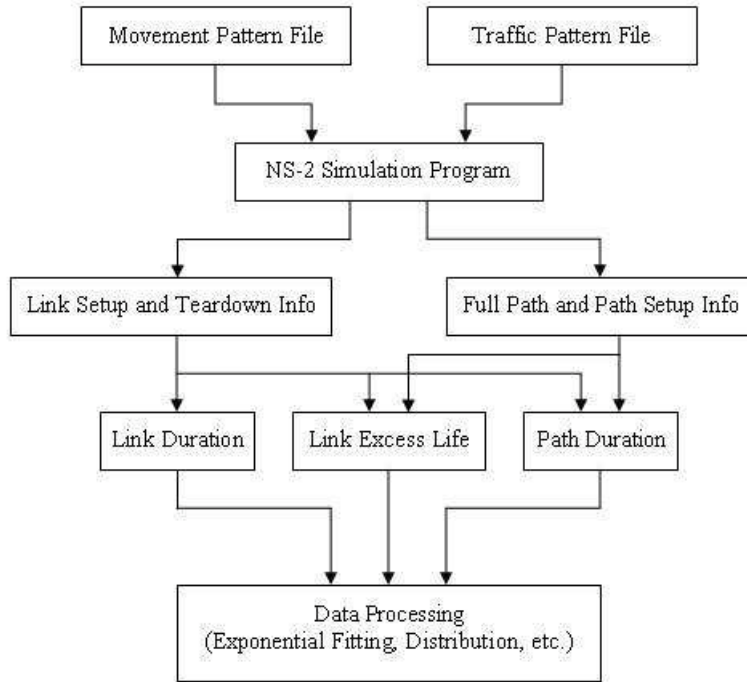 Movement Pattern File
Traffic Pattern File
NS-2 Simulation Program
Link Setup and Teardown Info
Full Path and Path Setup Info
Link Duration
Link Excess Life
Path Duration
Data Processing
(Exponential Fitting, Distribution, etc.)